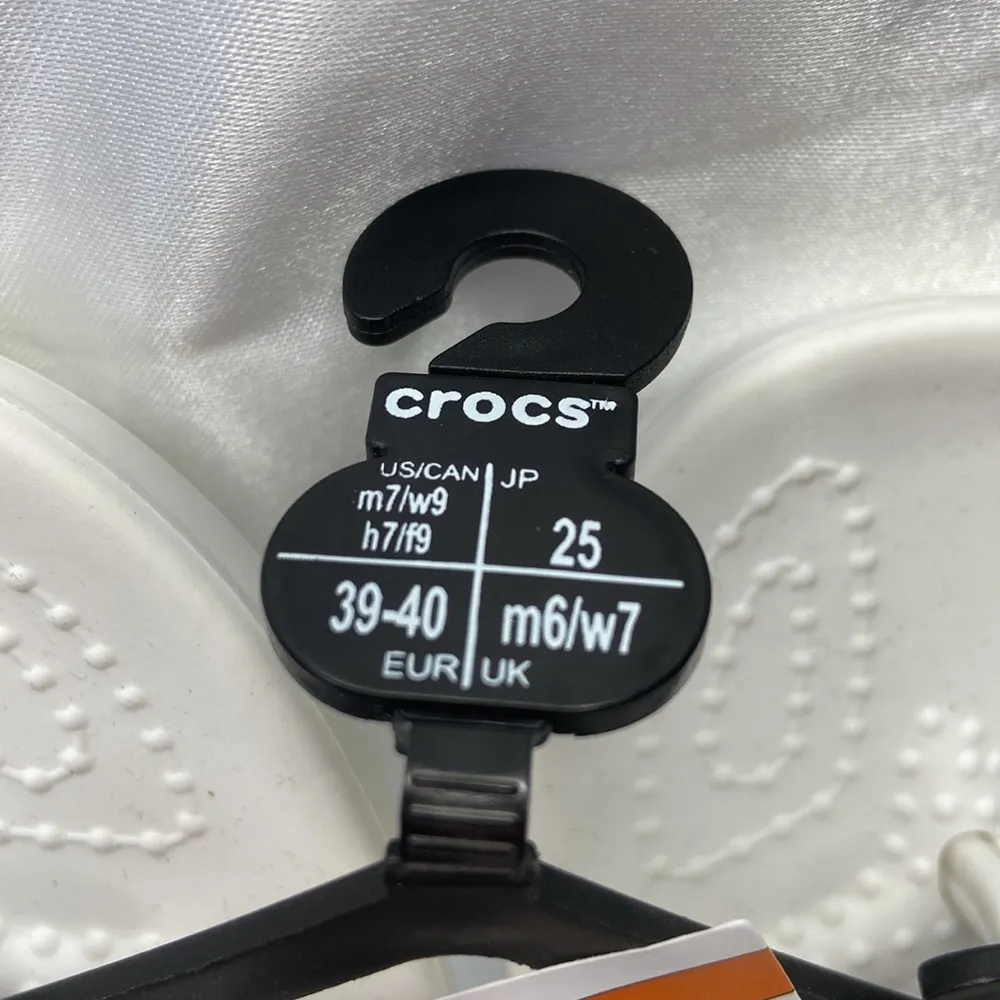 crocs™
US/CAN JP
m7/w9
h7/f9
25
39-40 m6/w7
EUR UK